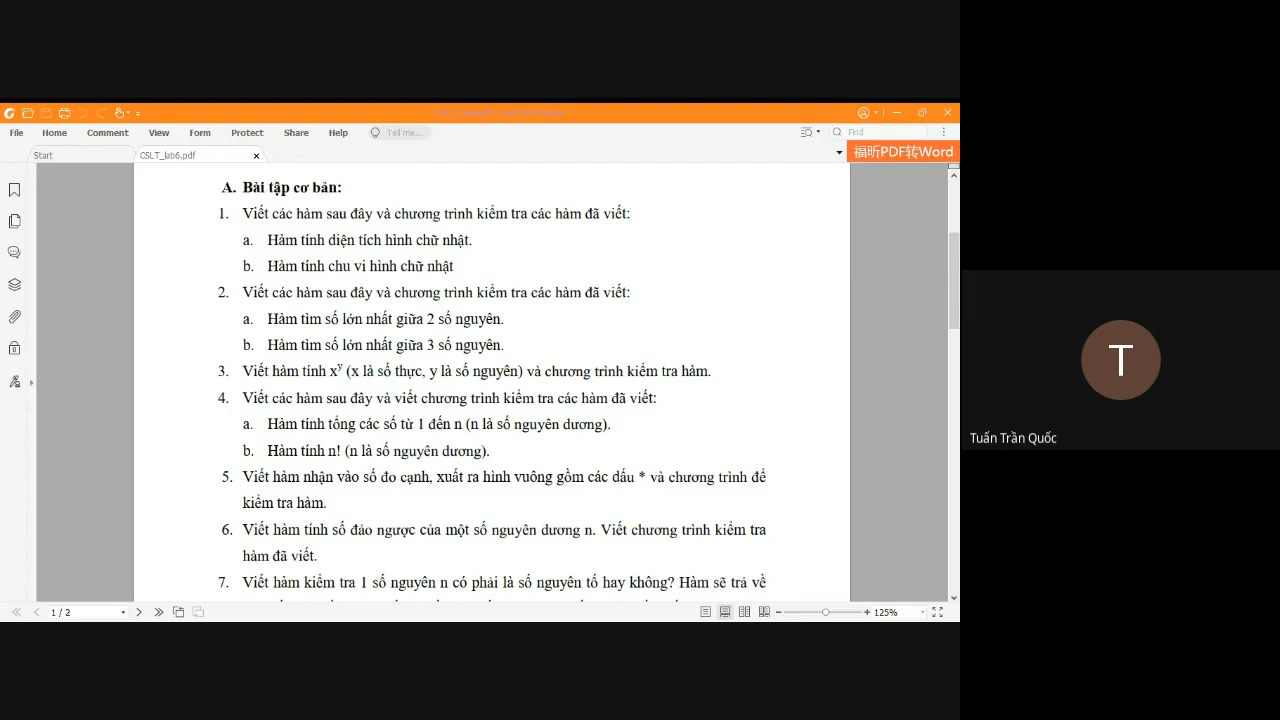 File Home Comment View Form Protect Share Help Tell me... Find
Start CSLT_lab6.pdf 福昕PDF转Word
A. Bài tập cơ bản:
1. Viết các hàm sau đây và chương trình kiểm tra các hàm đã viết:
a. Hàm tính diện tích hình chữ nhật.
b. Hàm tính chu vi hình chữ nhật
2. Viết các hàm sau đây và chương trình kiểm tra các hàm đã viết:
a. Hàm tìm số lớn nhất giữa 2 số nguyên.
b. Hàm tìm số lớn nhất giữa 3 số nguyên.
3. Viết hàm tính xʸ (x là số thực, y là số nguyên) và chương trình kiểm tra hàm.
4. Viết các hàm sau đây và viết chương trình kiểm tra các hàm đã viết:
a. Hàm tính tổng các số từ 1 đến n (n là số nguyên dương).
b. Hàm tính n! (n là số nguyên dương).
5. Viết hàm nhận vào số đo cạnh, xuất ra hình vuông gồm các dấu * và chương trình để
kiểm tra hàm.
6. Viết hàm tính số đảo ngược của một số nguyên dương n. Viết chương trình kiểm tra
hàm đã viết.
7. Viết hàm kiểm tra 1 số nguyên n có phải là số nguyên tố hay không? Hàm sẽ trả về
1 / 2 125%
T
Tuấn Trần Quốc